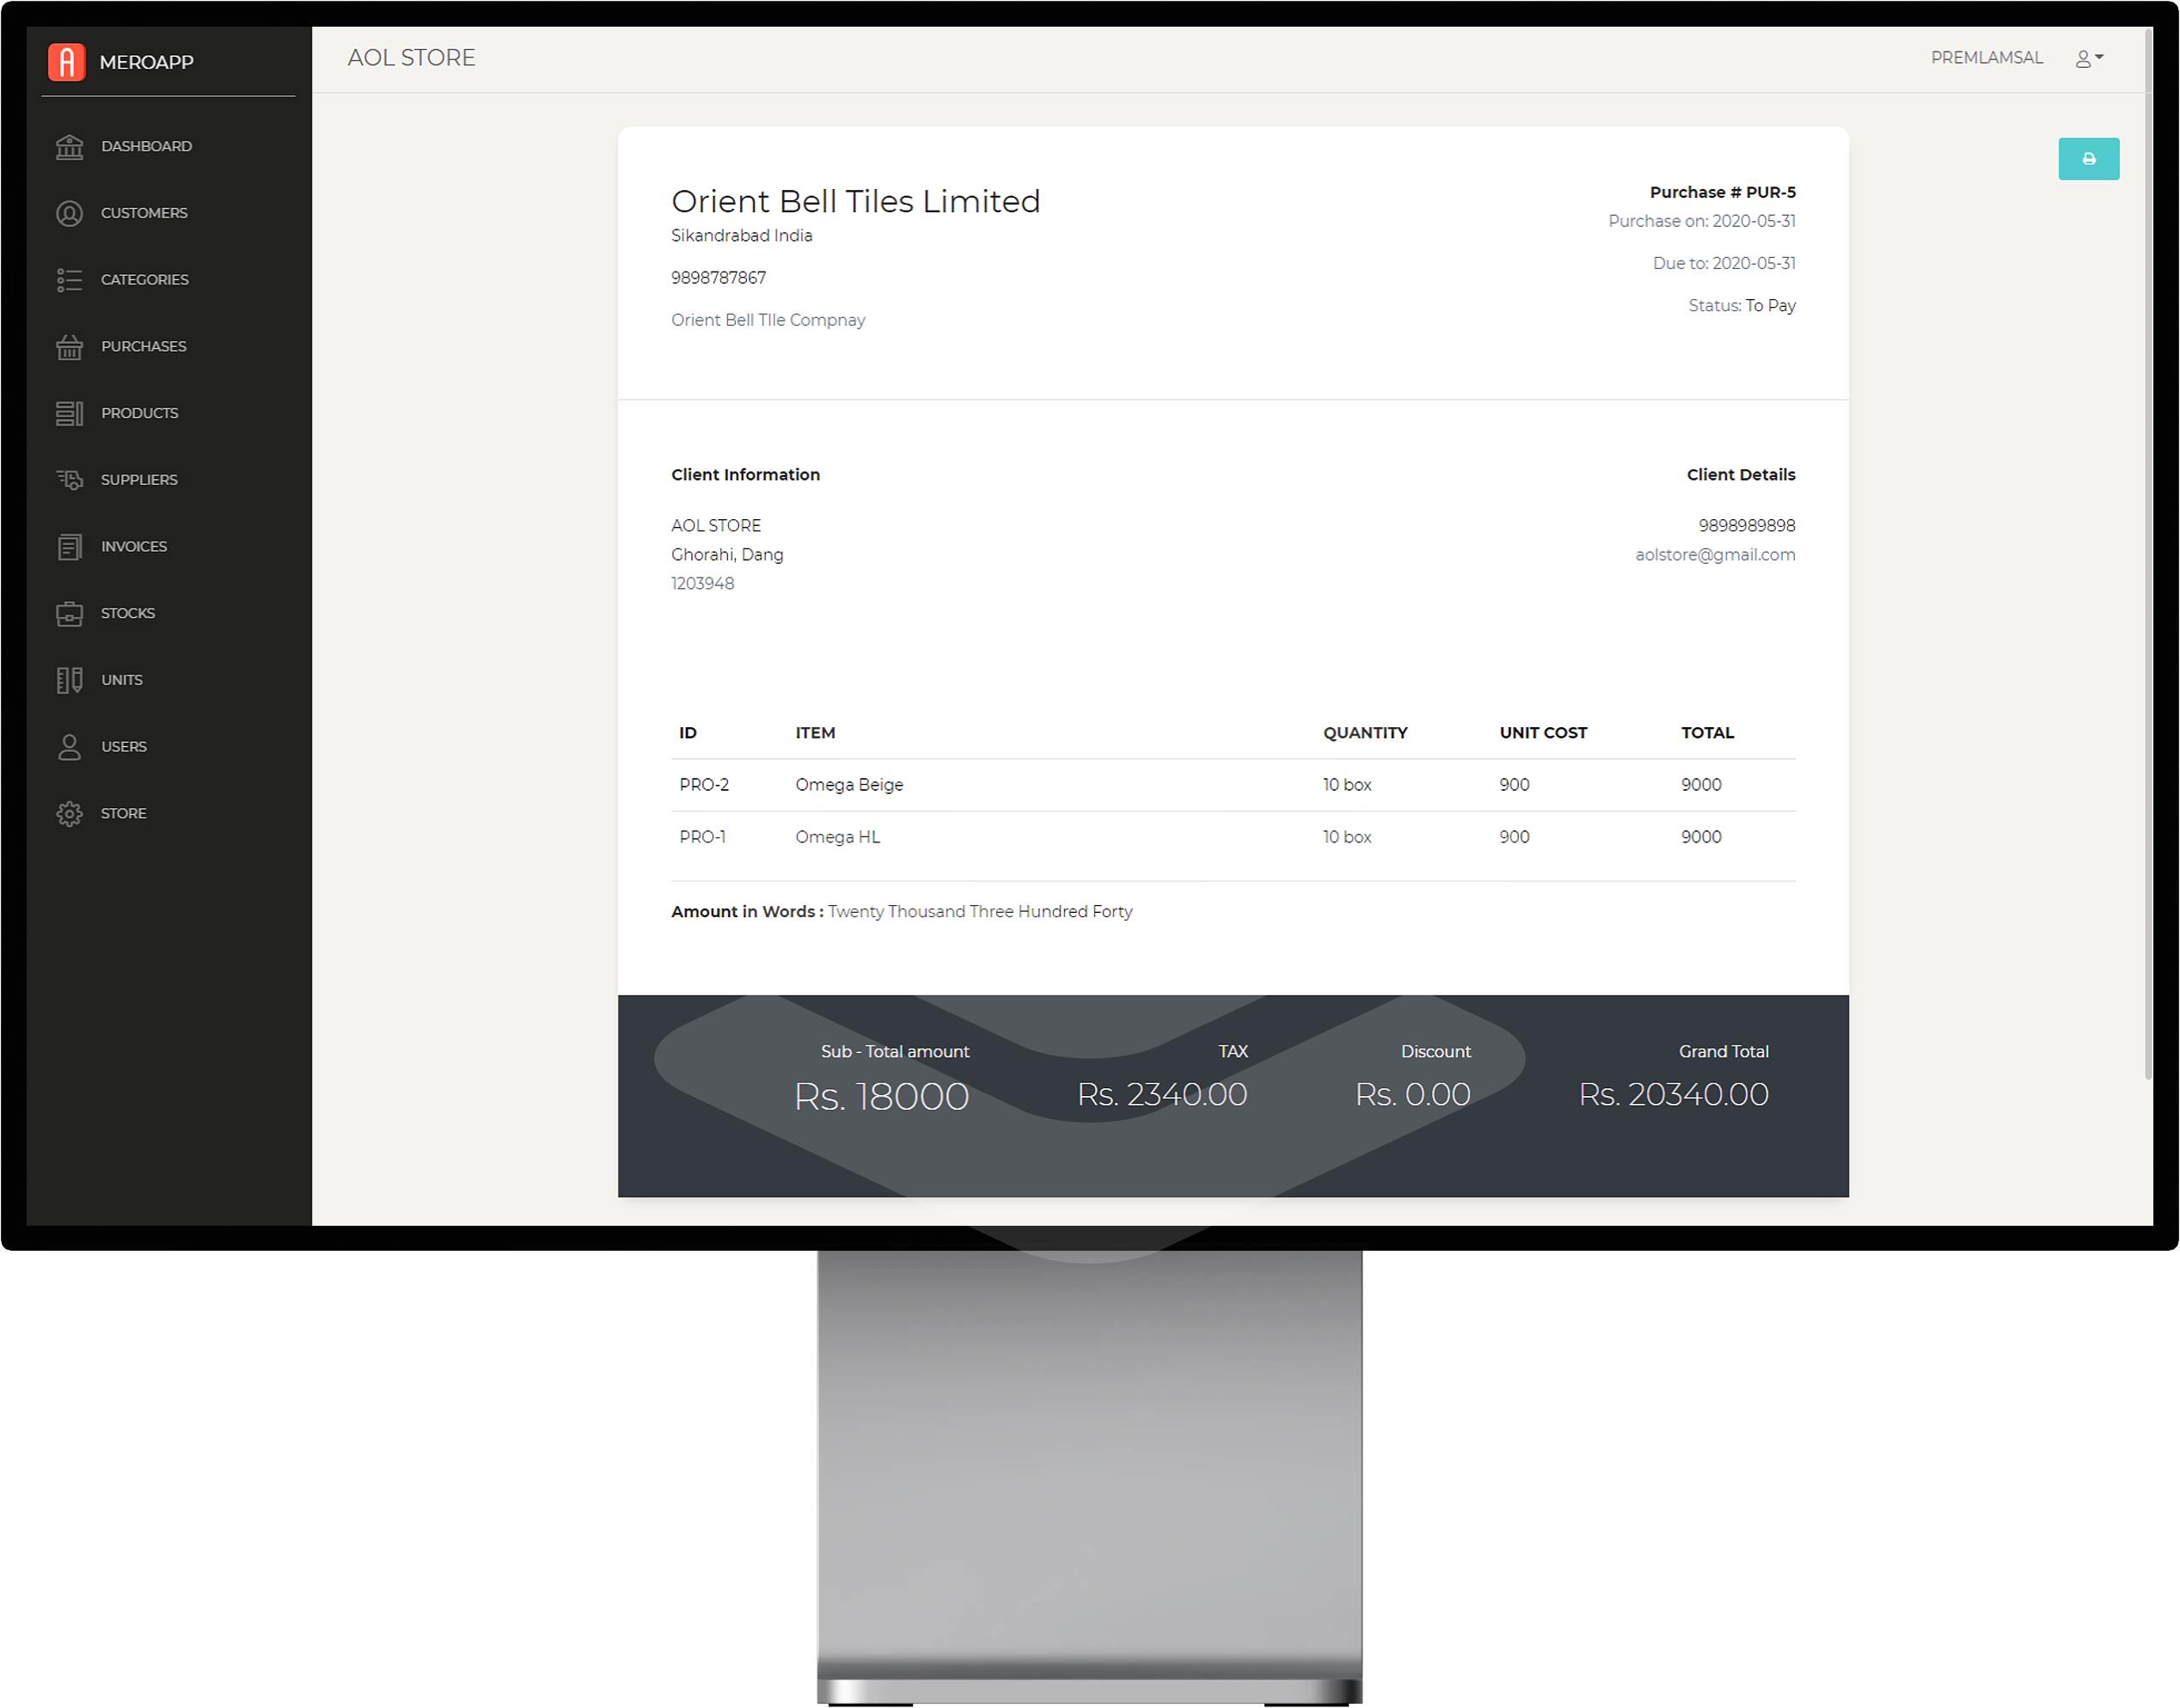 MEROAPP
DASHBOARD
CUSTOMERS
CATEGORIES
PURCHASES
PRODUCTS
SUPPLIERS
INVOICES
STOCKS
UNITS
USERS
STORE
AOL STORE
PREMLAMSAL
Orient Bell Tiles Limited
Sikandrabad India
9898787867
Orient Bell TIle Compnay
Purchase # PUR-5
Purchase on: 2020-05-31
Due to: 2020-05-31
Status: To Pay
Client Information
AOL STORE
Ghorahi, Dang
1203948
Client Details
9898989898
aolstore@gmail.com
ID ITEM QUANTITY UNIT COST TOTAL
PRO-2 Omega Beige 10 box 900 9000
PRO-1 Omega HL 10 box 900 9000
Amount in Words : Twenty Thousand Three Hundred Forty
Sub - Total amount TAX Discount Grand Total
Rs. 18000 Rs. 2340.00 Rs. 0.00 Rs. 20340.00